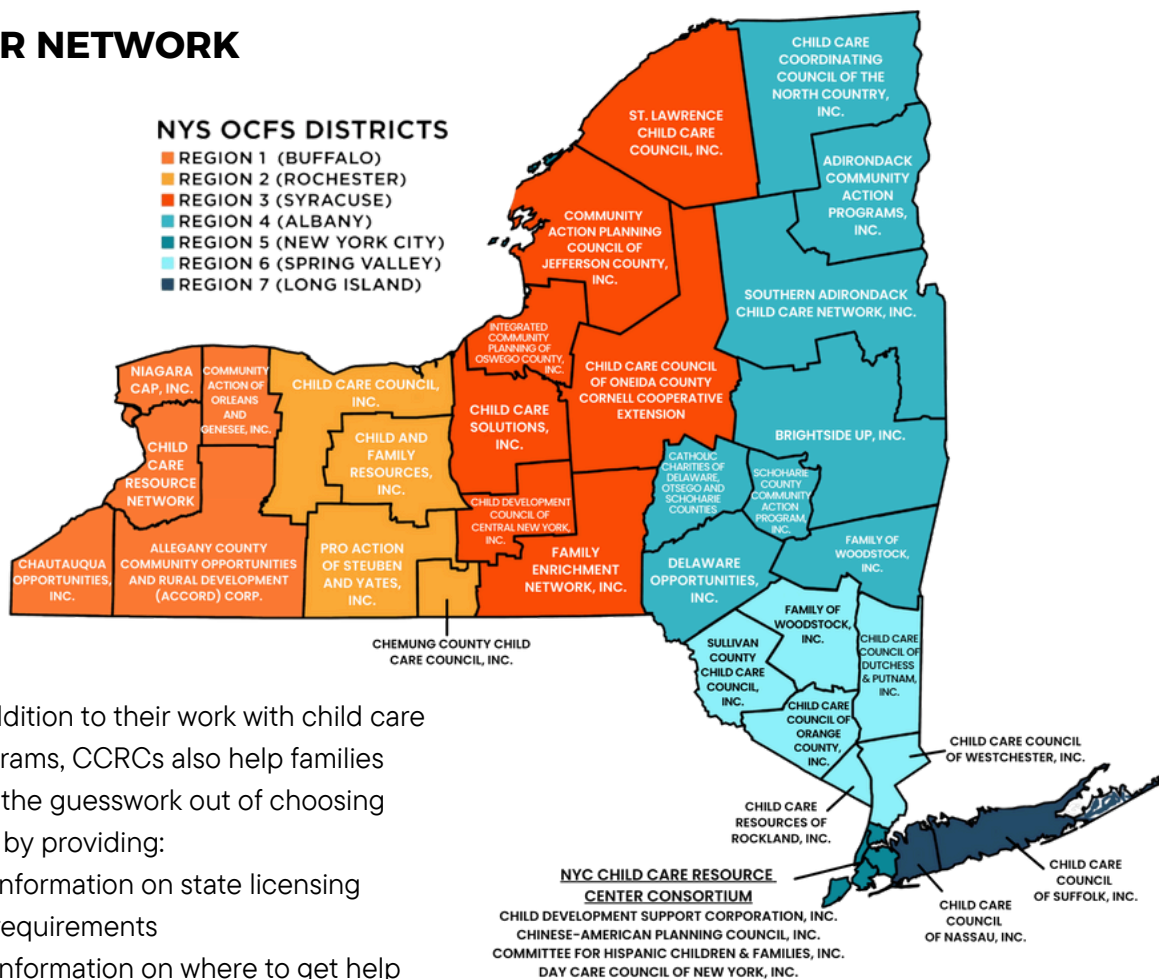 R NETWORK
NYS OCFS DISTRICTS
REGION 1 (BUFFALO)
REGION 2 (ROCHESTER)
REGION 3 (SYRACUSE)
REGION 4 (ALBANY)
REGION 5 (NEW YORK CITY)
REGION 6 (SPRING VALLEY)
REGION 7 (LONG ISLAND)
CHILD CARE
COORDINATING
COUNCIL OF THE
NORTH COUNTRY,
INC.
ST. LAWRENCE
CHILD CARE
COUNCIL, INC.
ADIRONDACK
COMMUNITY
ACTION
PROGRAMS,
INC.
COMMUNITY
ACTION PLANNING
COUNCIL OF
JEFFERSON COUNTY,
INC.
SOUTHERN ADIRONDACK
CHILD CARE NETWORK, INC.
INTEGRATED
COMMUNITY
PLANNING OF
OSWEGO COUNTY,
INC.
NIAGARA
CAP, INC.
COMMUNITY
ACTION OF
ORLEANS
AND
GENESEE, INC.
CHILD CARE COUNCIL,
INC.
CHILD CARE COUNCIL
OF ONEIDA COUNTY
CORNELL COOPERATIVE
EXTENSION
CHILD CARE
SOLUTIONS,
INC.
CHILD
CARE
RESOURCE
NETWORK
CHILD AND
FAMILY
RESOURCES,
INC.
BRIGHTSIDE UP, INC.
CATHOLIC
CHARITIES OF
DELAWARE,
OTSEGO AND
SCHOHARIE
COUNTIES
SCHOHARIE
COUNTY
COMMUNITY
ACTION
PROGRAM,
INC.
CHILD DEVELOPMENT
COUNCIL OF
CENTRAL NEW YORK,
INC.
CHAUTAUQUA
OPPORTUNITIES,
INC.
ALLEGANY COUNTY
COMMUNITY OPPORTUNITIES
AND RURAL DEVELOPMENT
(ACCORD) CORP.
PRO ACTION
OF STEUBEN
AND YATES,
INC.
FAMILY
ENRICHMENT
NETWORK, INC.
DELAWARE
OPPORTUNITIES,
INC.
FAMILY OF
WOODSTOCK,
INC.
CHEMUNG COUNTY CHILD
CARE COUNCIL, INC.
FAMILY OF
WOODSTOCK,
INC.
SULLIVAN
COUNTY
CHILD CARE
COUNCIL,
INC.
CHILD CARE
COUNCIL OF
DUTCHESS
& PUTNAM,
INC.
CHILD CARE
COUNCIL OF
ORANGE
COUNTY,
INC.
CHILD CARE COUNCIL
OF WESTCHESTER, INC.
CHILD CARE
RESOURCES OF
ROCKLAND, INC.
CHILD CARE
COUNCIL
OF SUFFOLK, INC.
CHILD CARE
COUNCIL
OF NASSAU, INC.
NYC CHILD CARE RESOURCE
CENTER CONSORTIUM
CHILD DEVELOPMENT SUPPORT CORPORATION, INC.
CHINESE-AMERICAN PLANNING COUNCIL, INC.
COMMITTEE FOR HISPANIC CHILDREN & FAMILIES, INC.
DAY CARE COUNCIL OF NEW YORK, INC.
ddition to their work with child care
rams, CCRCs also help families
the guesswork out of choosing
by providing:
nformation on state licensing
requirements
nformation on where to get help